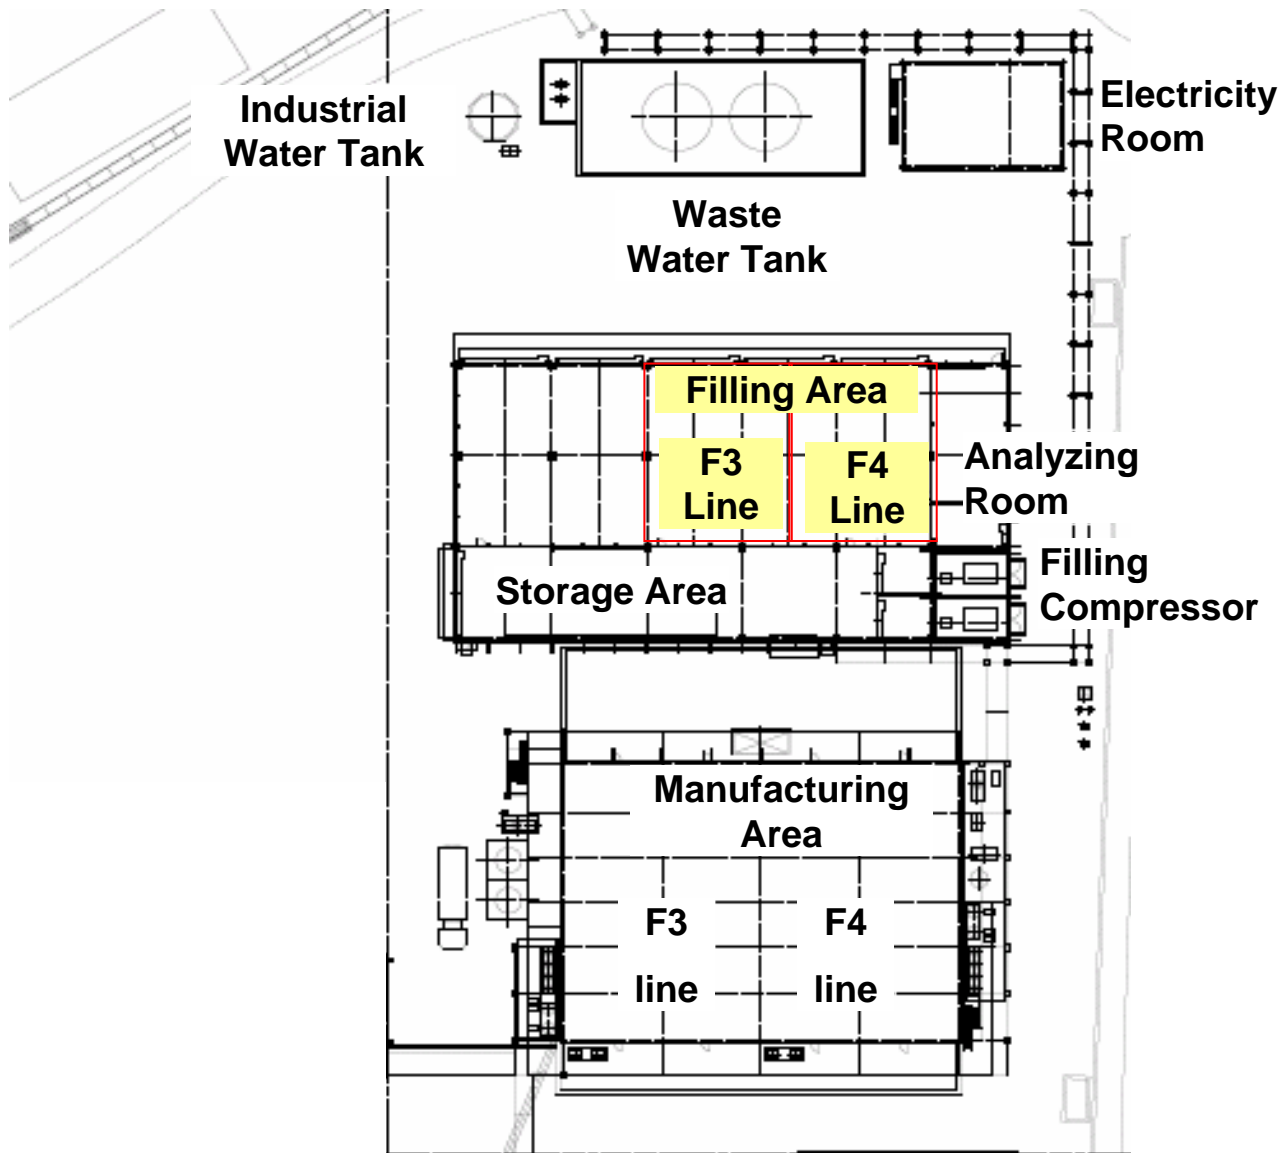 Industrial
Water Tank
Electricity
Room
Waste
Water Tank
Filling Area
F3
Line
F4
Line
Analyzing
Room
Storage Area
Filling
Compressor
Manufacturing
Area
F3
line
F4
line